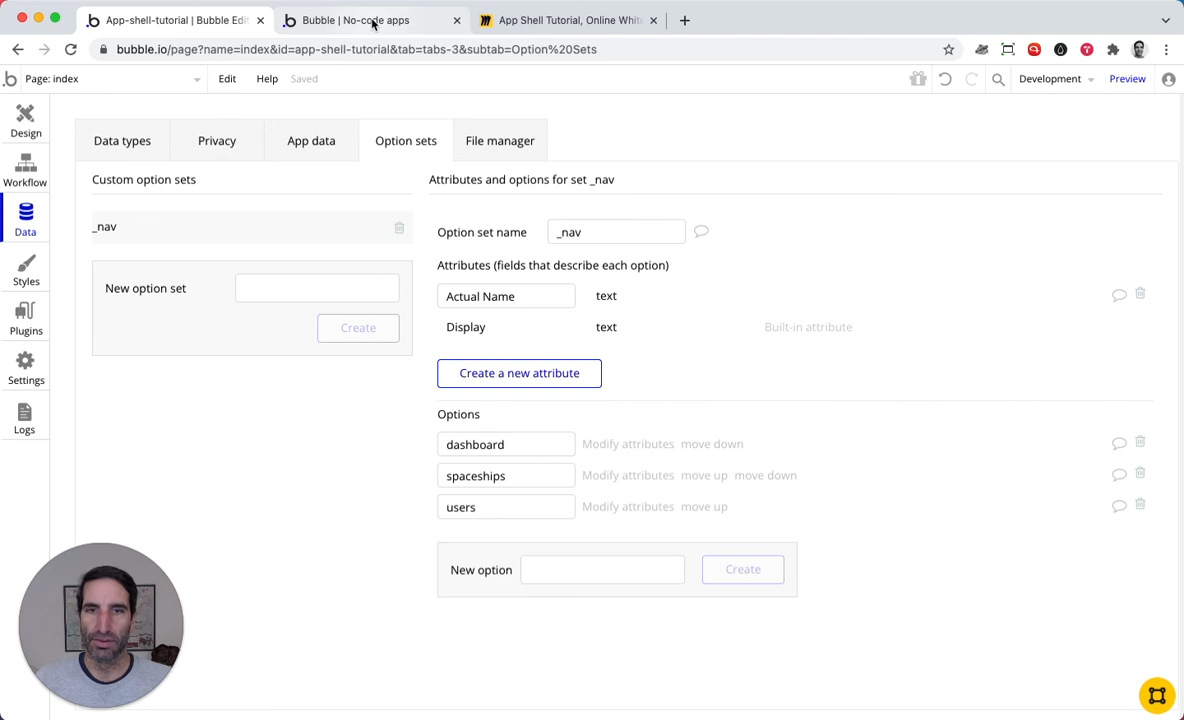 App-shell-tutorial | Bubble Edi
Bubble | No-code apps
App Shell Tutorial, Online Whit
bubble.io/page?name=index&id=app-shell-tutorial&tab=tabs-3&subtab=Option%20Sets
Page: index
Edit
Help
Saved
Development
Preview
Design
Workflow
Data
Styles
Plugins
Settings
Logs
Data types
Privacy
App data
Option sets
File manager
Custom option sets
_nav
New option set
Create
Attributes and options for set _nav
Option set name
_nav
Attributes (fields that describe each option)
Actual Name text
Display text Built-in attribute
Create a new attribute
Options
dashboard Modify attributes move down
spaceships Modify attributes move up move down
users Modify attributes move up
New option
Create